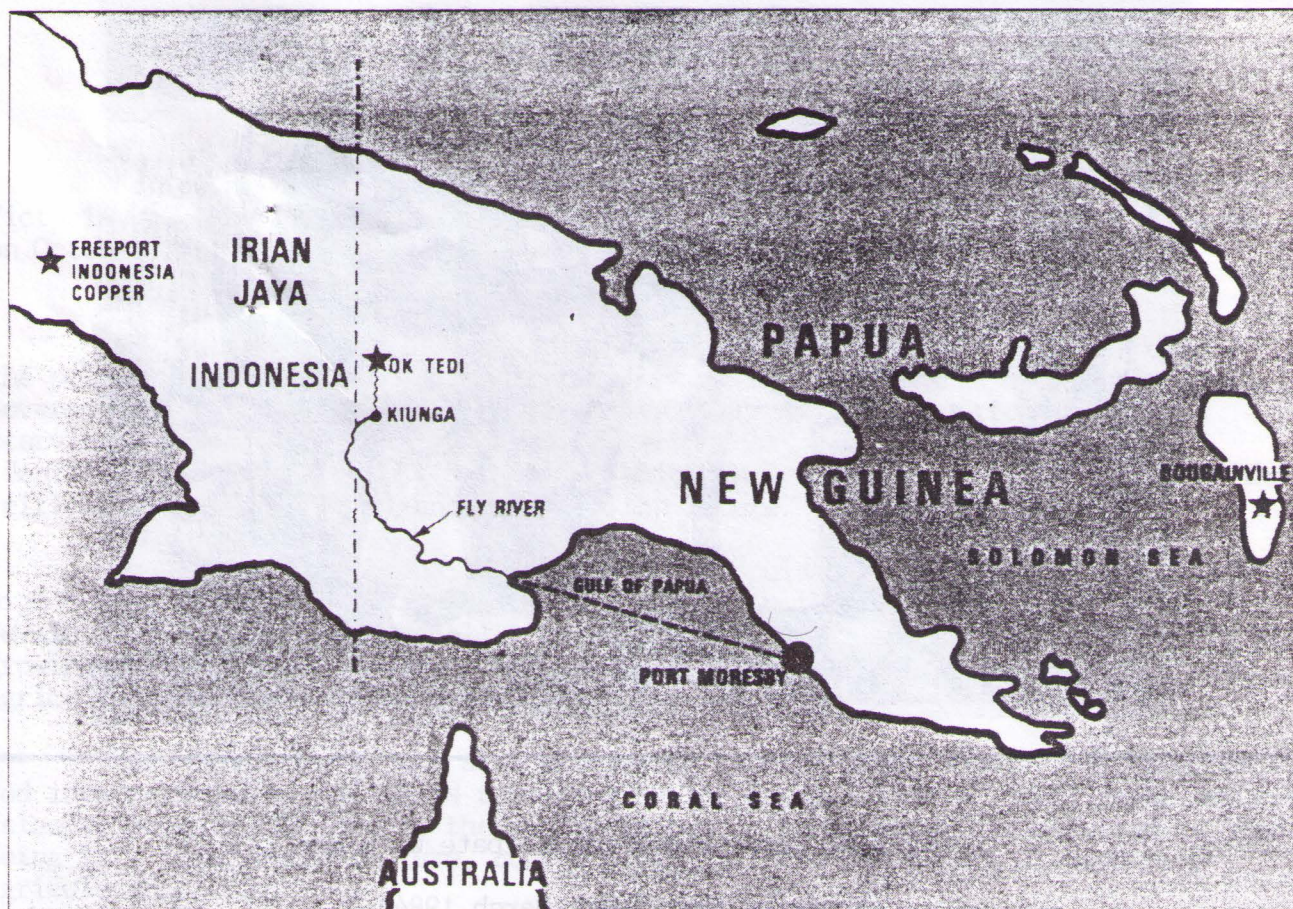 FREEPORT
INDONESIA
COPPER
IRIAN
JAYA
INDONESIA
OK TEDI
KIUNGA
FLY RIVER
PAPUA
NEW GUINEA
BOUGAINVILLE
SOLOMON SEA
GULF OF PAPUA
PORT MORESBY
CORAL SEA
AUSTRALIA